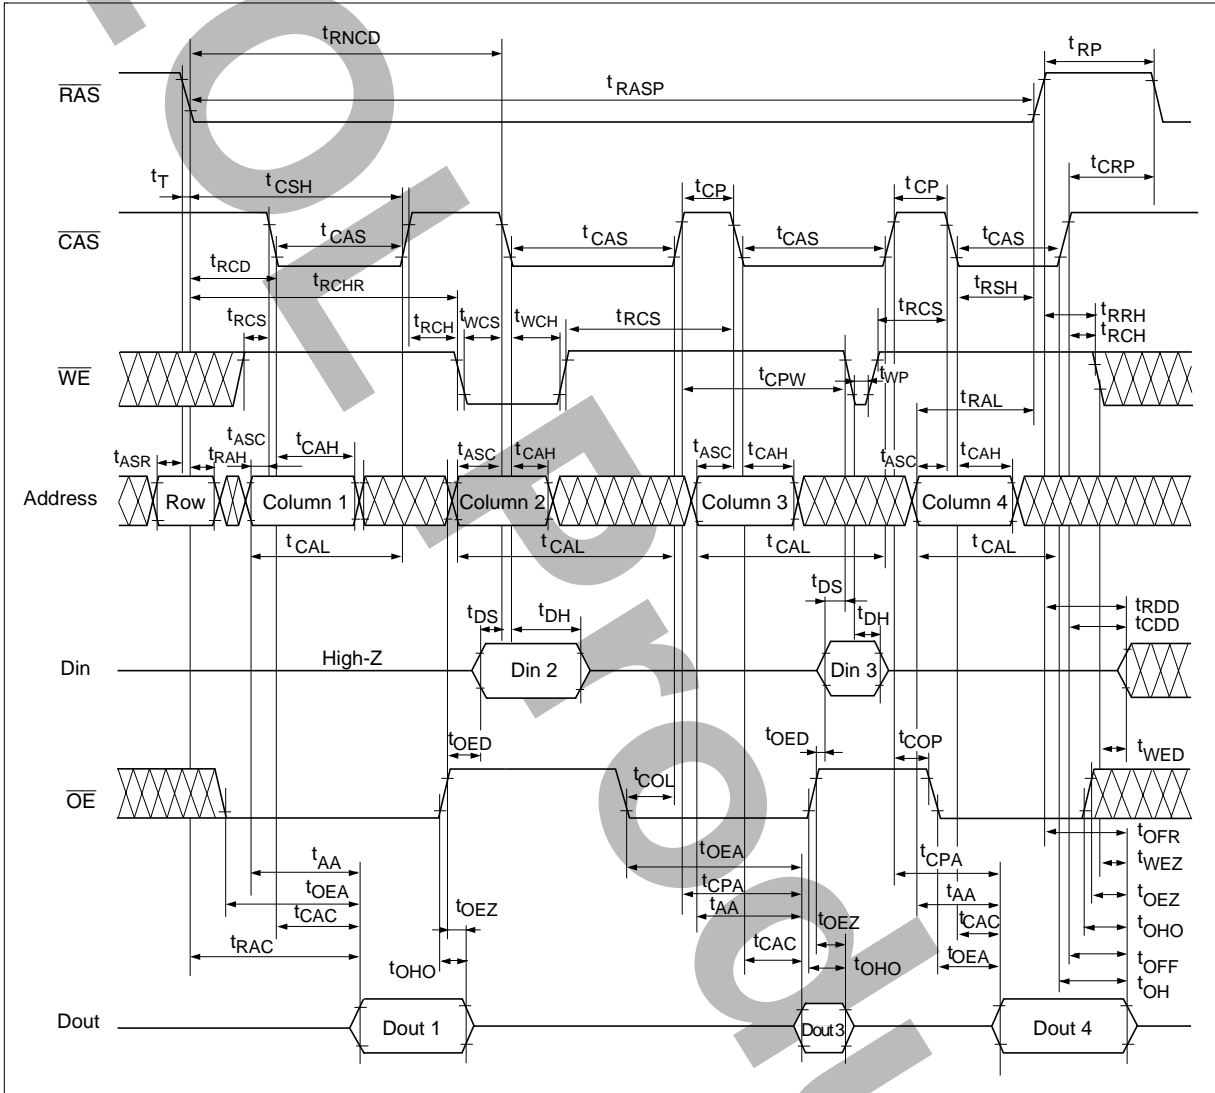 tRNCD
tRP
RAS
tRASP
tT
tCSH
tCP
tCP
tCRP
CAS
tCAS
tCAS
tCAS
tCAS
tRCD
tRCHR
tRSH
tRCS
tRCH
tWCS
tWCH
tRCS
tRCS
tRRH
tRCH
WE
tCPW
tWP
tRAL
tASR
tRAH
tASC
tCAH
tASC
tCAH
tASC
tCAH
tASC
tCAH
Address
Row
Column 1
Column 2
Column 3
Column 4
tCAL
tCAL
tCAL
tCAL
tDS
tDH
tDS
tDH
tRDD
tCDD
Din
High-Z
Din 2
Din 3
tOED
tOED
tCOP
tWED
OE
tCOL
tOFR
tAA
tOEA
tCPA
tWEZ
tOEA
tCPA
tAA
tOEZ
tCAC
tOEZ
tAA
tOEZ
tCAC
tOHO
tRAC
tOHO
tCAC
tOHO
tOEA
tOFF
tOH
Dout
Dout 1
Dout3
Dout 4
EOL Prod